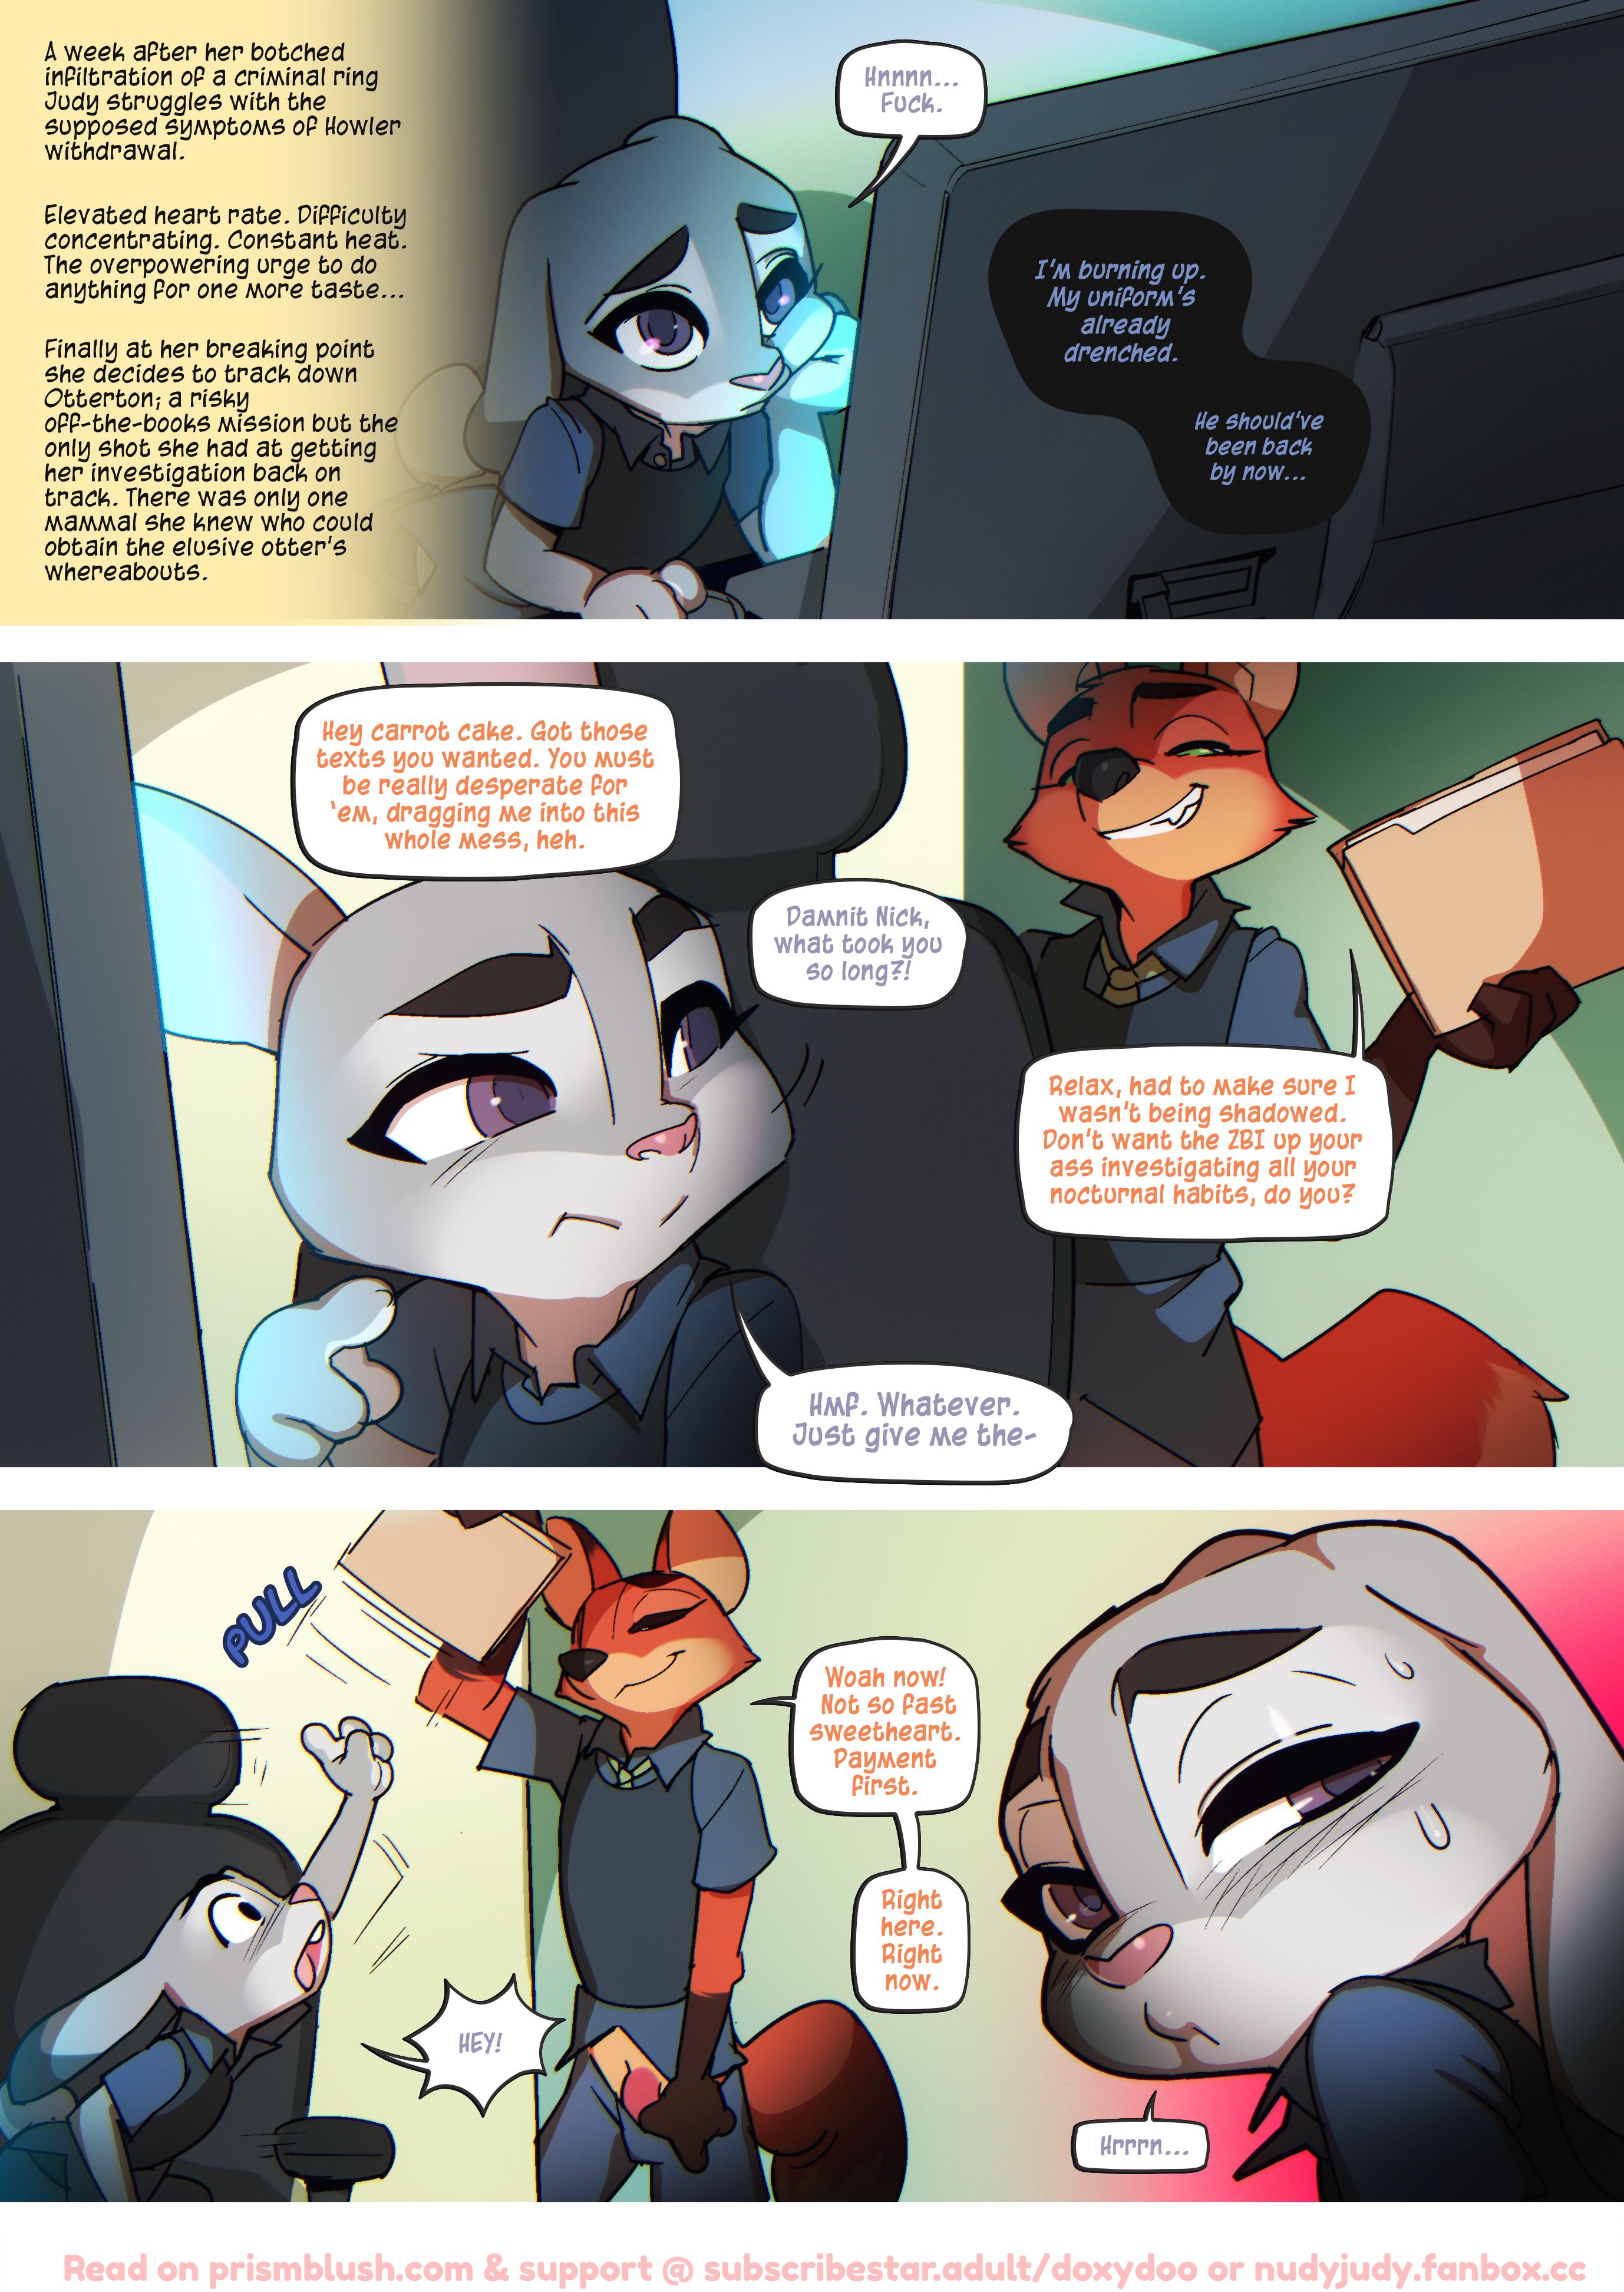 A week after her botched
infiltration of a criminal ring
Judy struggles with the
supposed symptoms of Howler
withdrawal.
Elevated heart rate. Difficulty
concentrating. Constant heat.
The overpowering urge to do
anything for one more taste...
Finally at her breaking point
she decides to track down
Otterton; a risky
off-the-books mission but the
only shot she had at getting
her investigation back on
track. There was only one
mammal she knew who could
obtain the elusive otter's
whereabouts.
Hnnnn...
Fuck.
I'm burning up.
My uniform's
already
drenched.
He should've
been back
by now...
Hey carrot cake. Got those
texts you wanted. You must
be really desperate for
'em, dragging me into this
whole mess, heh.
Damnit Nick,
what took you
so long?!
Relax, had to make sure I
wasn't being shadowed.
Don't want the ZBI up your
ass investigating all your
nocturnal habits, do you?
Hmf. Whatever.
Just give me the-
PULL
HEY!
Woah now!
Not so fast
sweetheart.
Payment
first.
Right
here.
Right
now.
Hrrrn...
Read on prismblush.com & support @ subscribestar.adult/doxydoo or nudyjudy.fanbox.cc